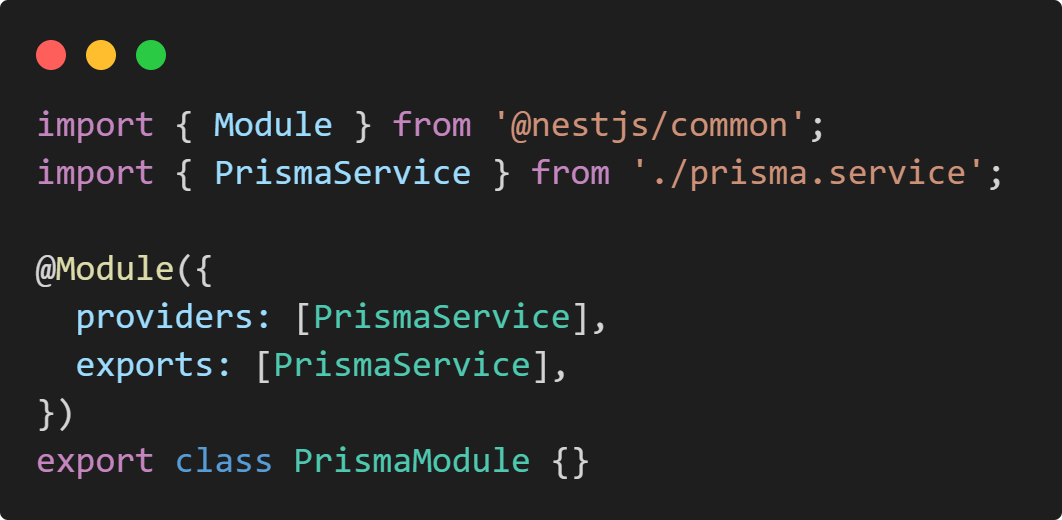 import { Module } from '@nestjs/common';
import { PrismaService } from './prisma.service';

@Module({
  providers: [PrismaService],
  exports: [PrismaService],
})
export class PrismaModule {}